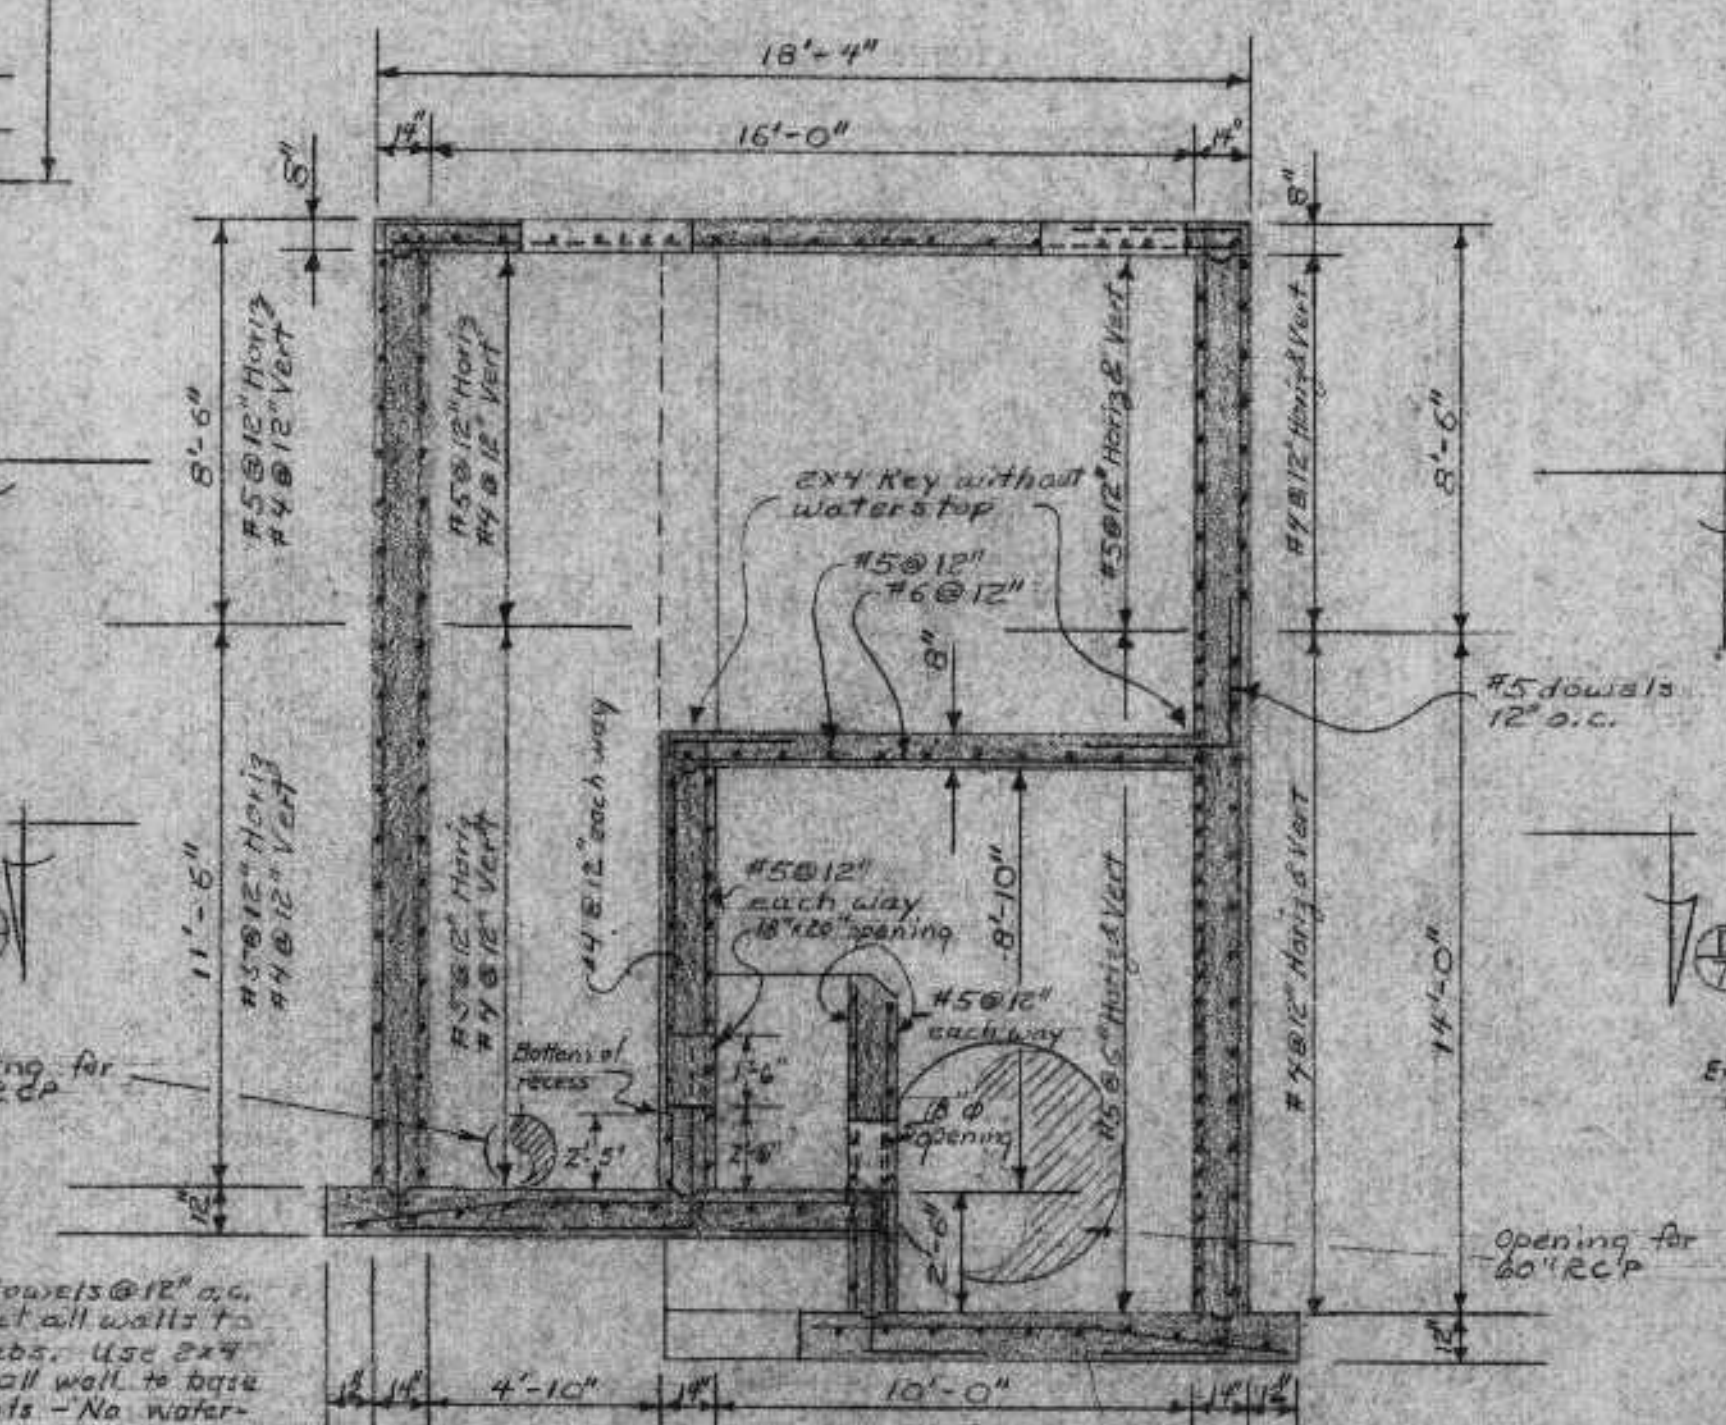 18'-4"
14"
16'-0"
14"
8"
8"
8'-6"
#5@12" Horiz
#4@12" Vert
#5@12" Horiz
#4@12" Vert
#5@12" Horiz & Vert
#4@12" Horiz & Vert
8'-6"
2x4 Key without
waterstop
#5@12"
#6@12"
8"
#5 dowels
12" o.c.
11'-6"
#5@12" Horiz
#4@12" Vert
#5@12" Horiz
#4@12" Vert
#4@12" each way
#5@12"
each way
18"x20" opening
8'-10"
#5@12"
each way
#5@6" Horiz & Vert
#4@12" Horiz & Vert
14'-0"
for
Bottom of
recess
1'-6"
18"Φ
opening
2'-5"
12"
2'-6"
Opening for
60" RCP
12"
@12" o.c.
all walls to
Use 2x4
wall to base
- No water-
12"
14"
4'-10"
14"
10'-0"
14"
12"